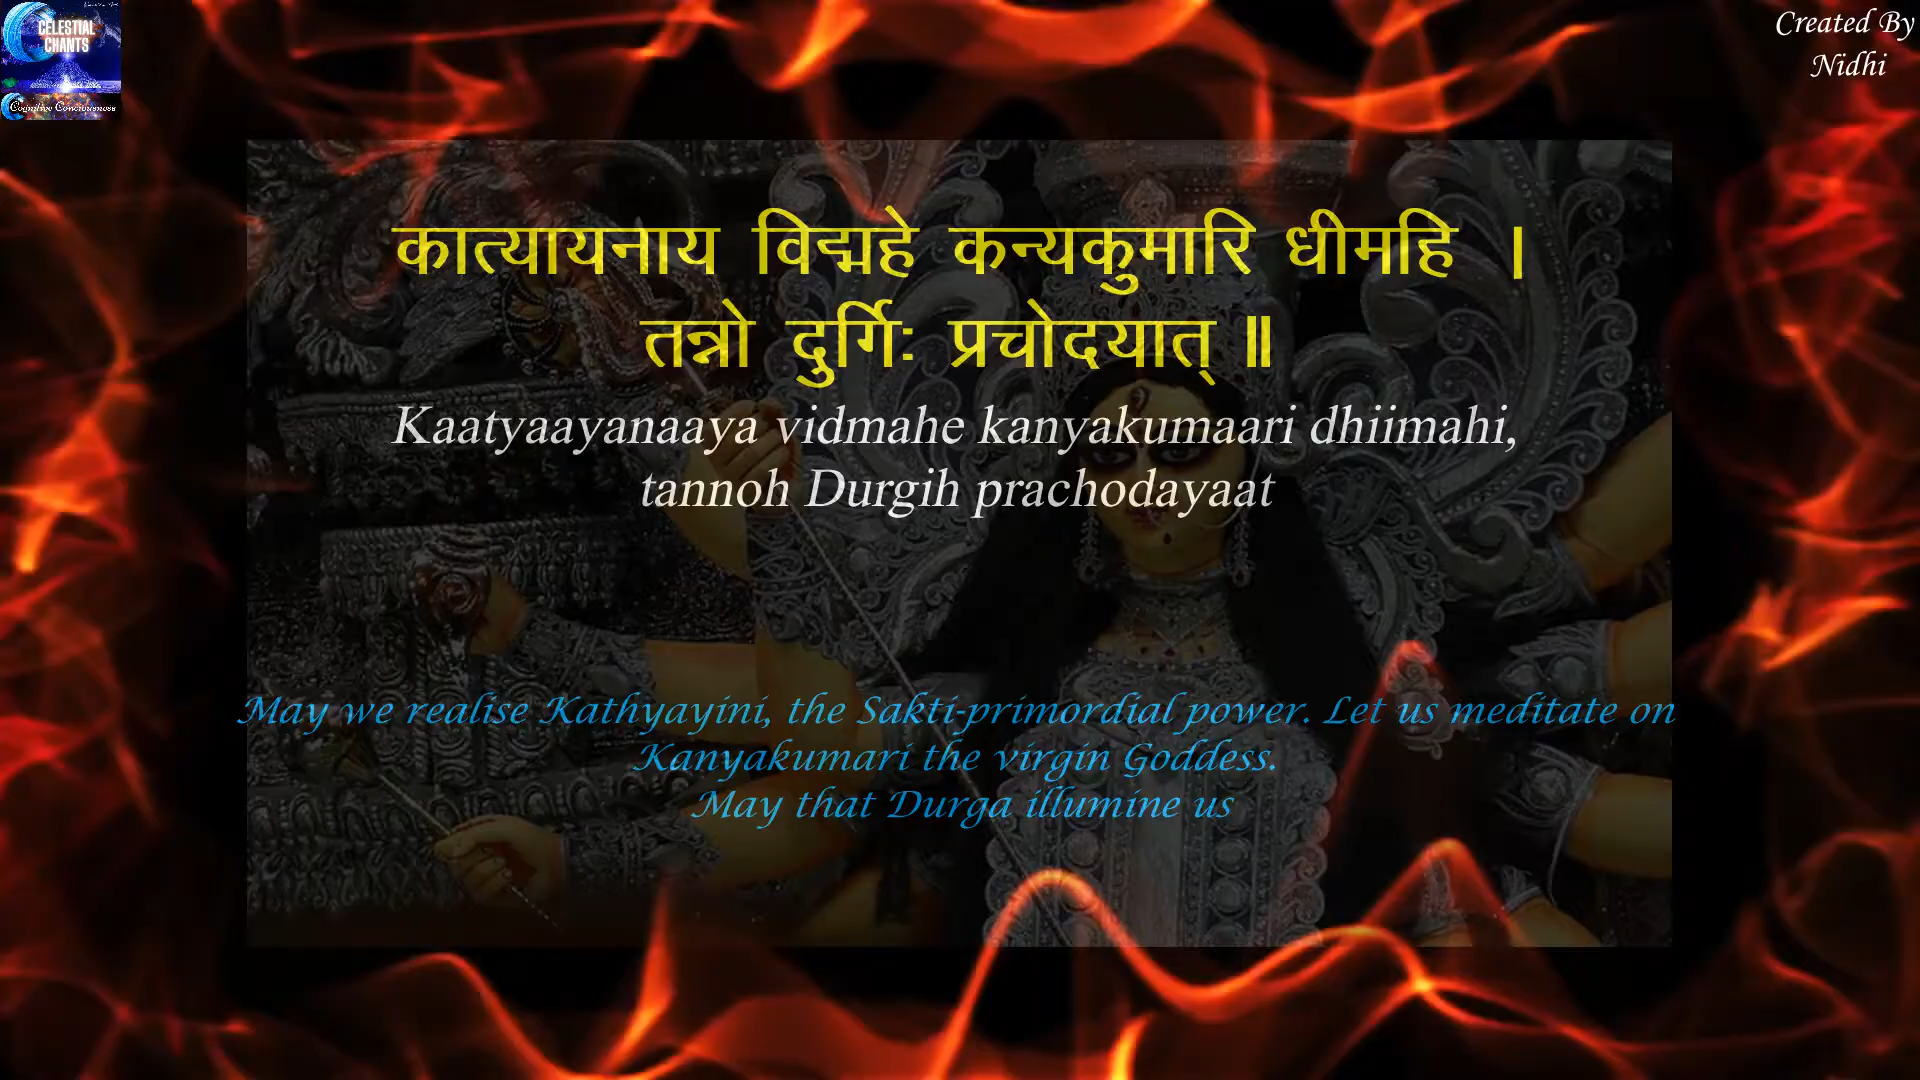 CELESTIAL
CHANTS
Cognitive Conciousness
Created By
Nidhi
कात्यायनाय विद्महे कन्यकुमारि धीमहि ।
तन्नो दुर्गिः प्रचोदयात् ॥
Kaatyaayanaaya vidmahe kanyakumaari dhiimahi,
tannoh Durgih prachodayaat
May we realise Kathyayini, the Sakti-primordial power. Let us meditate on
Kanyakumari the virgin Goddess.
May that Durga illumine us